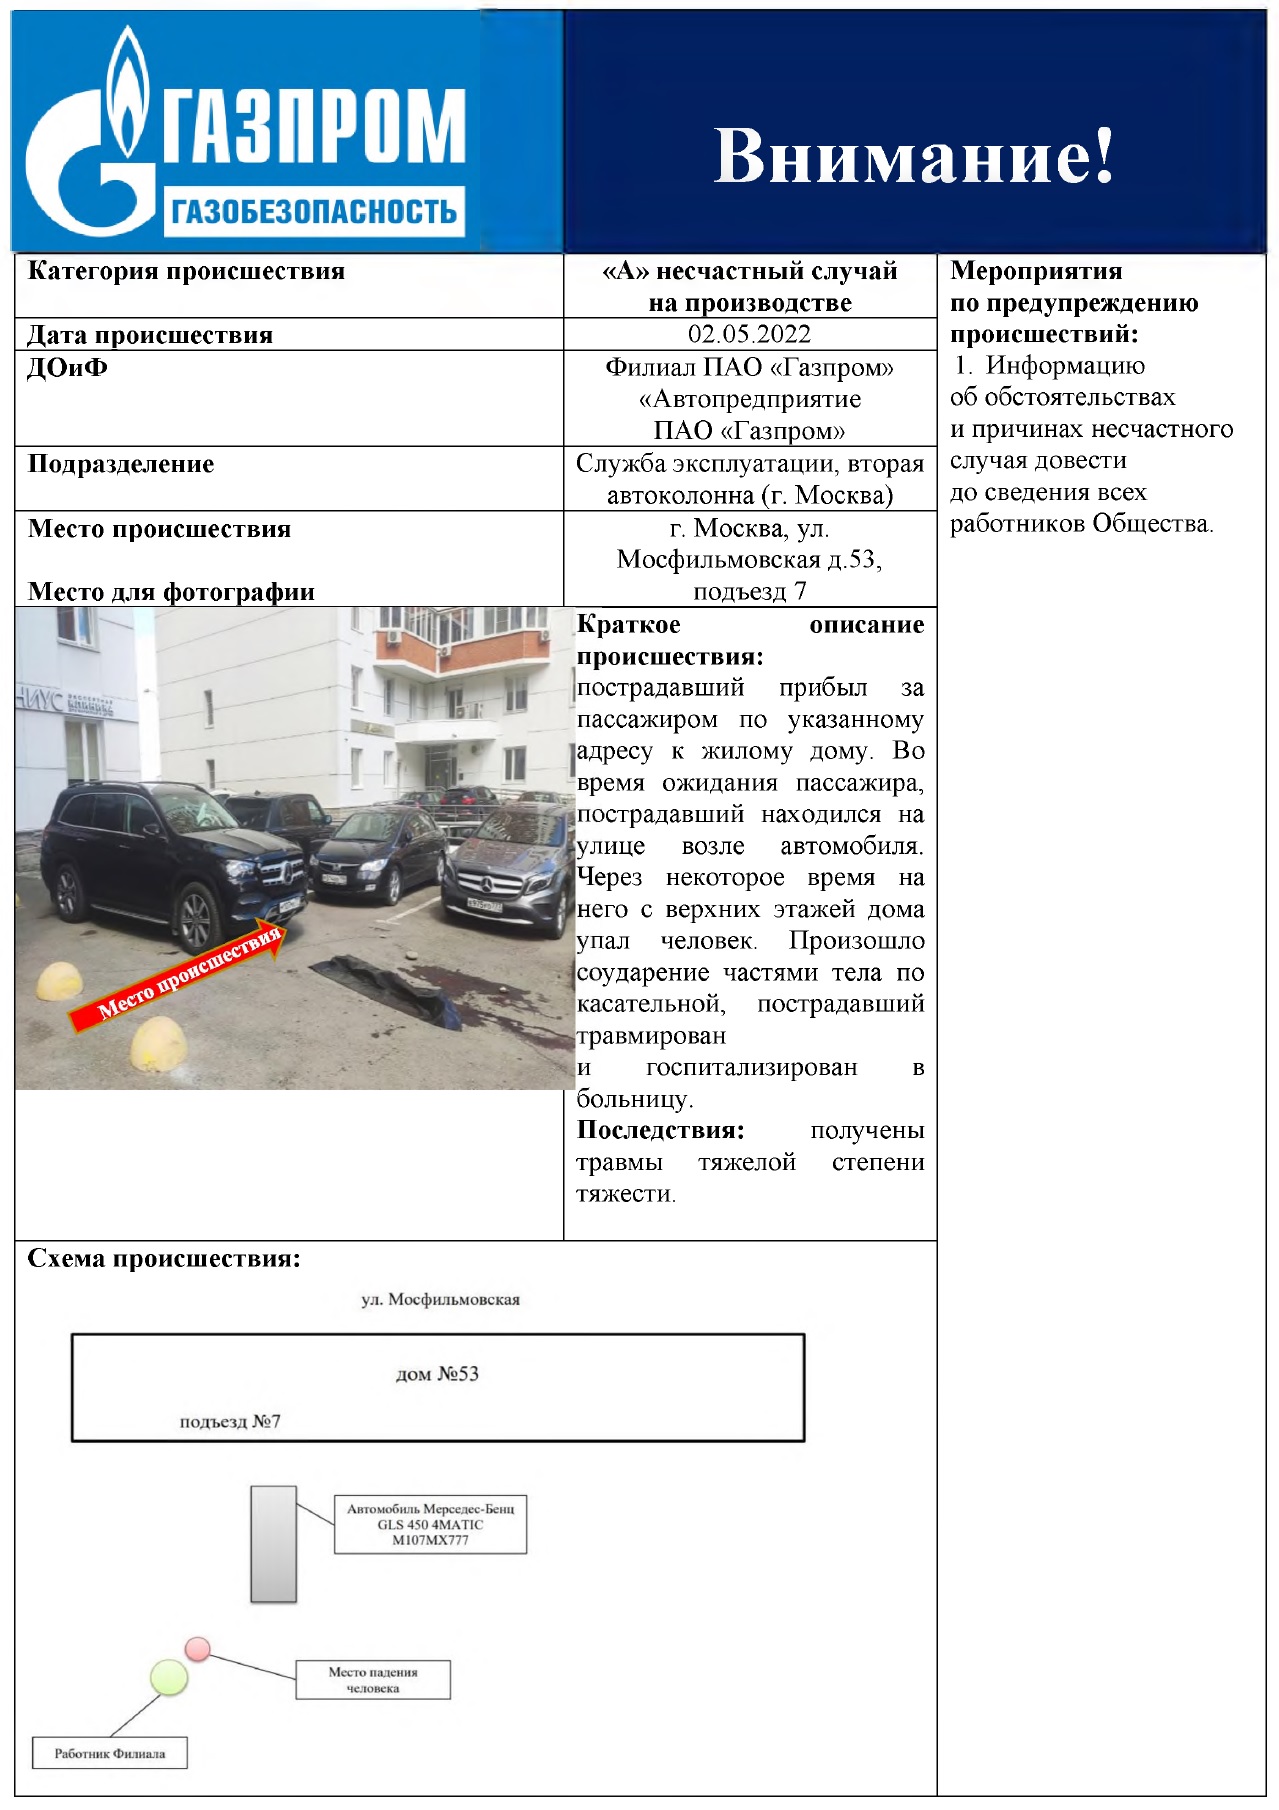 ГАЗПРОМ
ГАЗОБЕЗОПАСНОСТЬ
Внимание!
Категория происшествия
«А» несчастный случай
на производстве
Дата происшествия
02.05.2022
ДОиФ
Филиал ПАО «Газпром»
«Автопредприятие
ПАО «Газпром»
Подразделение
Служба эксплуатации, вторая
автоколонна (г. Москва)
Место происшествия
Место для фотографии
г. Москва, ул.
Мосфильмовская д.53,
подъезд 7
Мероприятия
по предупреждению
происшествий:
1. Информацию
об обстоятельствах
и причинах несчастного
случая довести
до сведения всех
работников Общества.
НИУС
КЛИНИКА
Место происшествия
Краткое описание
происшествия:
пострадавший прибыл за
пассажиром по указанному
адресу к жилому дому. Во
время ожидания пассажира,
пострадавший находился на
улице возле автомобиля.
Через некоторое время на
него с верхних этажей дома
упал человек. Произошло
соударение частями тела по
касательной, пострадавший
травмирован
и госпитализирован в
больницу.
Последствия: получены
травмы тяжелой степени
тяжести.
Схема происшествия:
ул. Мосфильмовская
дом №53
подъезд №7
Автомобиль Мерседес-Бенц
GLS 450 4MATIC
М107МХ777
Место падения
человека
Работник Филиала